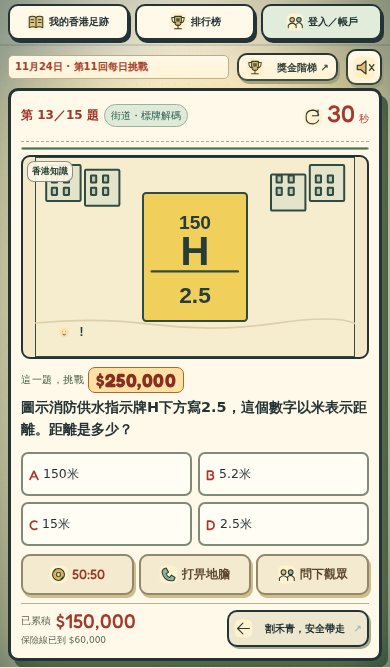 我的香港足跡
排行榜
登入／帳戶
11月24日 · 第11回每日挑戰
獎金階梯 ↗
第 13／15 題
街道 · 標牌解碼
30 秒
香港知識
150
H
2.5
!
這一題，挑戰 $250,000
圖示消防供水指示牌H下方寫2.5，這個數字以米表示距離。距離是多少？
A 150米
B 5.2米
C 15米
D 2.5米
50:50
打畀地膽
問下觀眾
已累積 $150,000
保險線已到 $60,000
割禾青，安全帶走 ↗